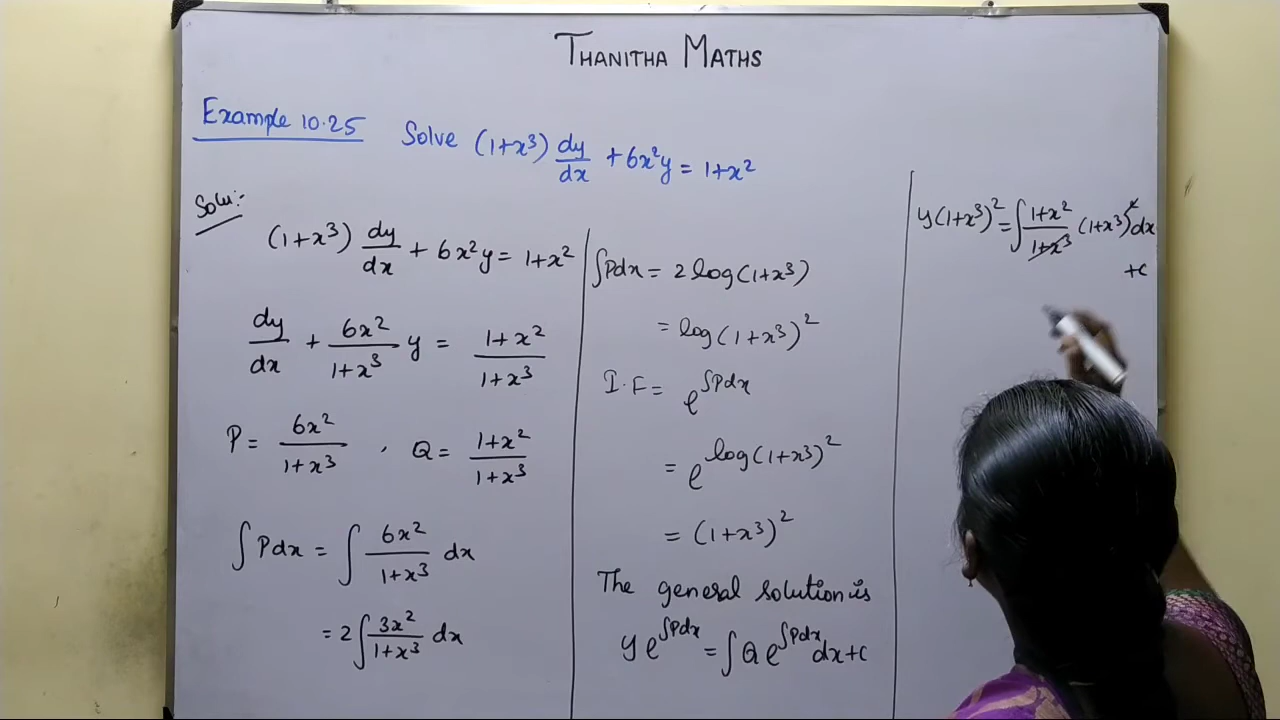 THANITHA MATHS
Example 10.25 Solve (1+x³) dy/dx + 6x²y = 1+x²
Solu:-
(1+x³) dy/dx + 6x²y = 1+x²
dy/dx + 6x²/1+x³ y = 1+x²/1+x³
P = 6x²/1+x³ , Q = 1+x²/1+x³
∫Pdx = ∫ 6x²/1+x³ dx
= 2∫ 3x²/1+x³ dx
∫Pdx = 2 log(1+x³)
= log(1+x³)²
I.F = e^∫Pdx
= e^log(1+x³)²
= (1+x³)²
The general solution is
y e^∫Pdx = ∫Q e^∫Pdx dx+c
y(1+x³)² = ∫ 1+x²/1+x³ (1+x³)² dx
+c